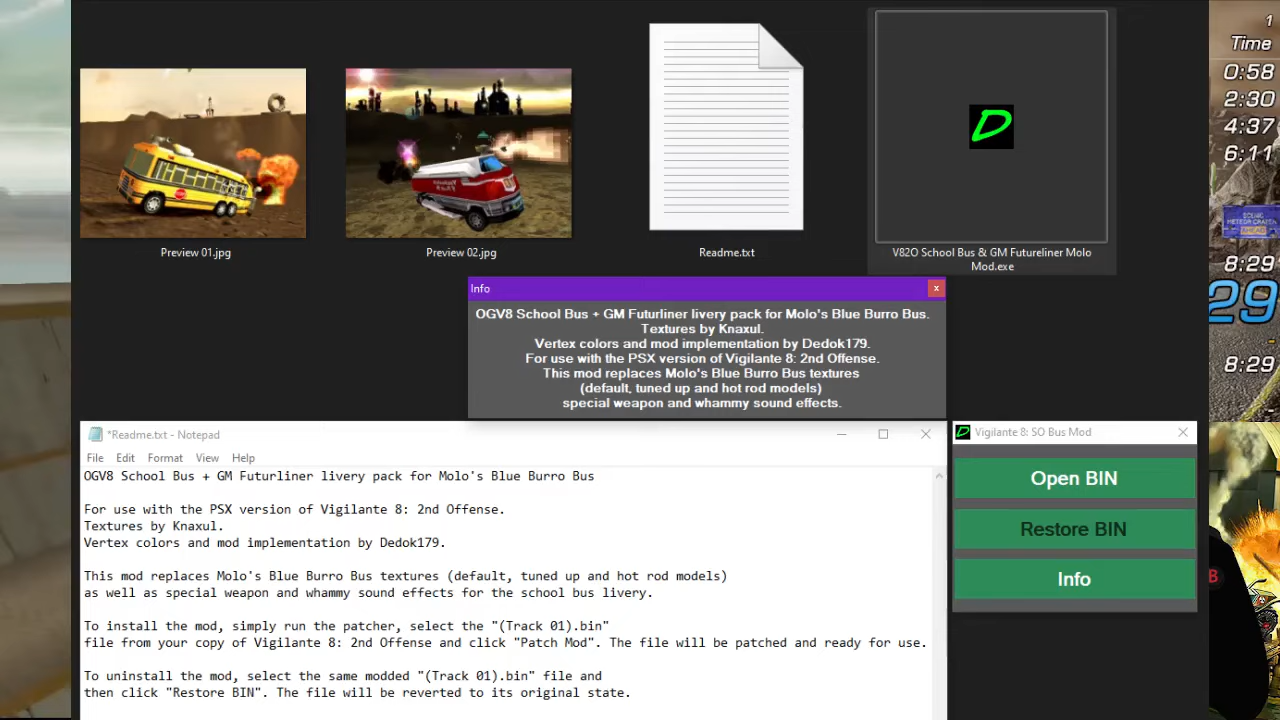 1
Time
0:58
2:30
4:37
6:11
SCENIC
METEOR CRATER
AHEAD
8:29
29
8:29
Preview 01.jpg
Preview 02.jpg
Readme.txt
V82O School Bus & GM Futureliner Molo
Mod.exe
Info
OGV8 School Bus + GM Futurliner livery pack for Molo's Blue Burro Bus.
Textures by Knaxul.
Vertex colors and mod implementation by Dedok179.
For use with the PSX version of Vigilante 8: 2nd Offense.
This mod replaces Molo's Blue Burro Bus textures
(default, tuned up and hot rod models)
special weapon and whammy sound effects.
*Readme.txt - Notepad
File Edit Format View Help
OGV8 School Bus + GM Futurliner livery pack for Molo's Blue Burro Bus
For use with the PSX version of Vigilante 8: 2nd Offense.
Textures by Knaxul.
Vertex colors and mod implementation by Dedok179.
This mod replaces Molo's Blue Burro Bus textures (default, tuned up and hot rod models)
as well as special weapon and whammy sound effects for the school bus livery.
To install the mod, simply run the patcher, select the "(Track 01).bin"
file from your copy of Vigilante 8: 2nd Offense and click "Patch Mod". The file will be patched and ready for use.
To uninstall the mod, select the same modded "(Track 01).bin" file and
then click "Restore BIN". The file will be reverted to its original state.
Vigilante 8: SO Bus Mod
Open BIN
Restore BIN
Info
B